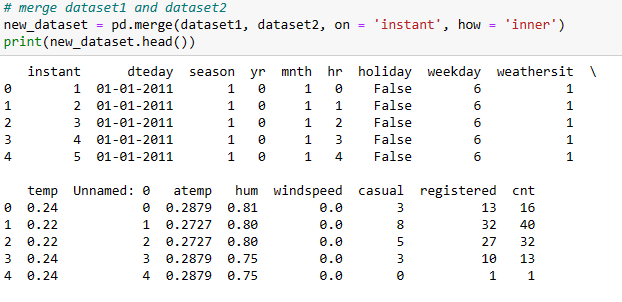 # merge dataset1 and dataset2
new_dataset = pd.merge(dataset1, dataset2, on = 'instant', how = 'inner')
print(new_dataset.head())
   instant      dteday  season  yr  mnth  hr  holiday  weekday  weathersit  \
0        1  01-01-2011       1   0     1   0    False        6           1
1        2  01-01-2011       1   0     1   1    False        6           1
2        3  01-01-2011       1   0     1   2    False        6           1
3        4  01-01-2011       1   0     1   3    False        6           1
4        5  01-01-2011       1   0     1   4    False        6           1
   temp  Unnamed: 0   atemp   hum  windspeed  casual  registered  cnt
0  0.24           0  0.2879  0.81        0.0       3          13   16
1  0.22           1  0.2727  0.80        0.0       8          32   40
2  0.22           2  0.2727  0.80        0.0       5          27   32
3  0.24           3  0.2879  0.75        0.0       3          10   13
4  0.24           4  0.2879  0.75        0.0       0           1    1